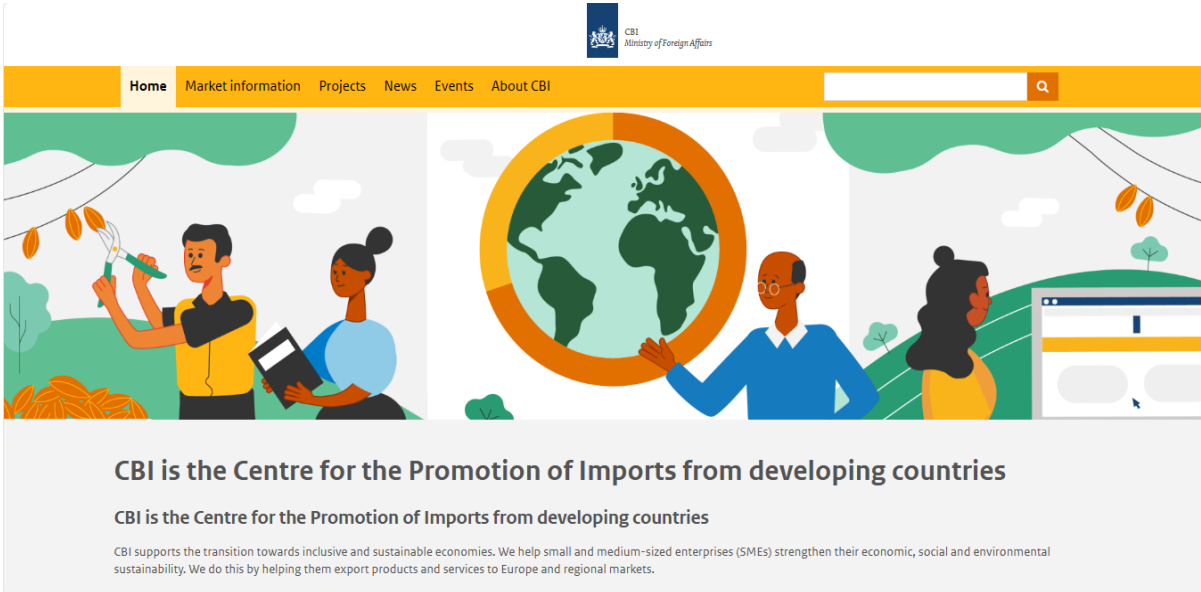 CBI
Ministry of Foreign Affairs
Home Market information Projects News Events About CBI
CBI is the Centre for the Promotion of Imports from developing countries
CBI is the Centre for the Promotion of Imports from developing countries
CBI supports the transition towards inclusive and sustainable economies. We help small and medium-sized enterprises (SMEs) strengthen their economic, social and environmental
sustainability. We do this by helping them export products and services to Europe and regional markets.